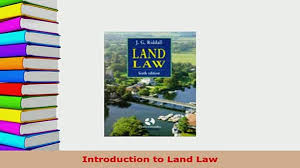 J. G. Riddall
LAND
LAW
Sixth edition
Introduction to Land Law